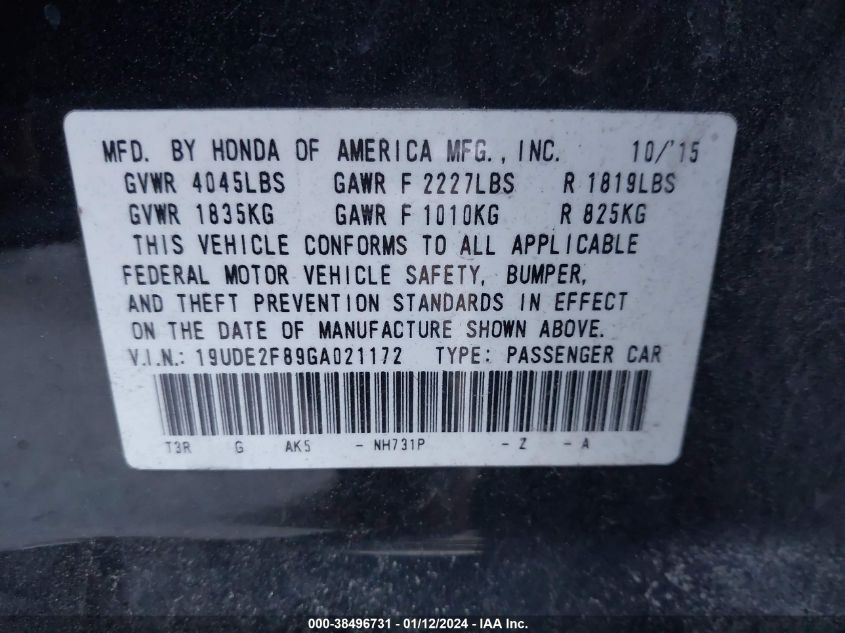 MFD. BY HONDA OF AMERICA MFG., INC. 10/'15
GVWR 4045LBS GAWR F 2227LBS R 1819LBS
GVWR 1835KG GAWR F 1010KG R 825KG
THIS VEHICLE CONFORMS TO ALL APPLICABLE
FEDERAL MOTOR VEHICLE SAFETY, BUMPER,
AND THEFT PREVENTION STANDARDS IN EFFECT
ON THE DATE OF MANUFACTURE SHOWN ABOVE.
V.I.N.: 19UDE2F89GA021172 TYPE: PASSENGER CAR
T3R G AK5 - NH731P - Z - A
000-38496731 - 01/12/2024 - IAA Inc.